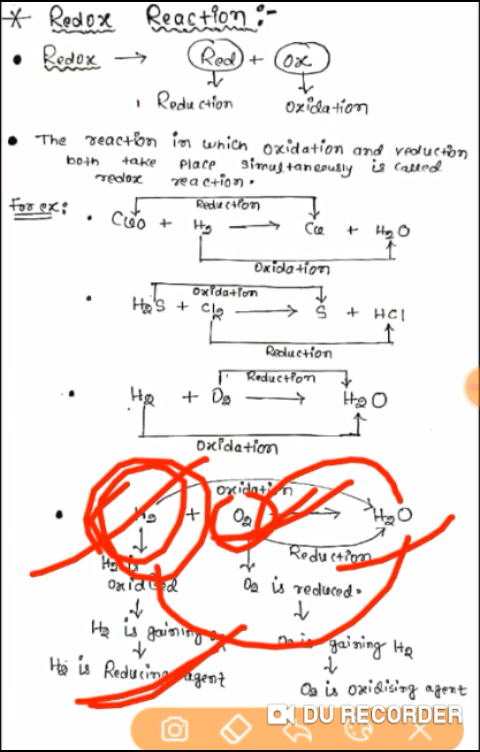 * Redox Reaction :-
• Redox → Red + Ox
Reduction Oxidation
• The reaction in which oxidation and reduction
both take place simultaneously is called
redox reaction.
For ex:
Reduction
• CuO + H2 → Cu + H2O
Oxidation
Oxidation
• H2S + Cl2 → S + HCl
Reduction
Reduction
• H2 + O2 → H2O
Oxidation
Oxidation
• H2 + O2 → H2O
Reduction
H2 is
oxidised
O2 is reduced.
H2 is gaining
O2 is gaining H2
H2 is Reducing agent
O2 is oxidising agent
DU RECORDER